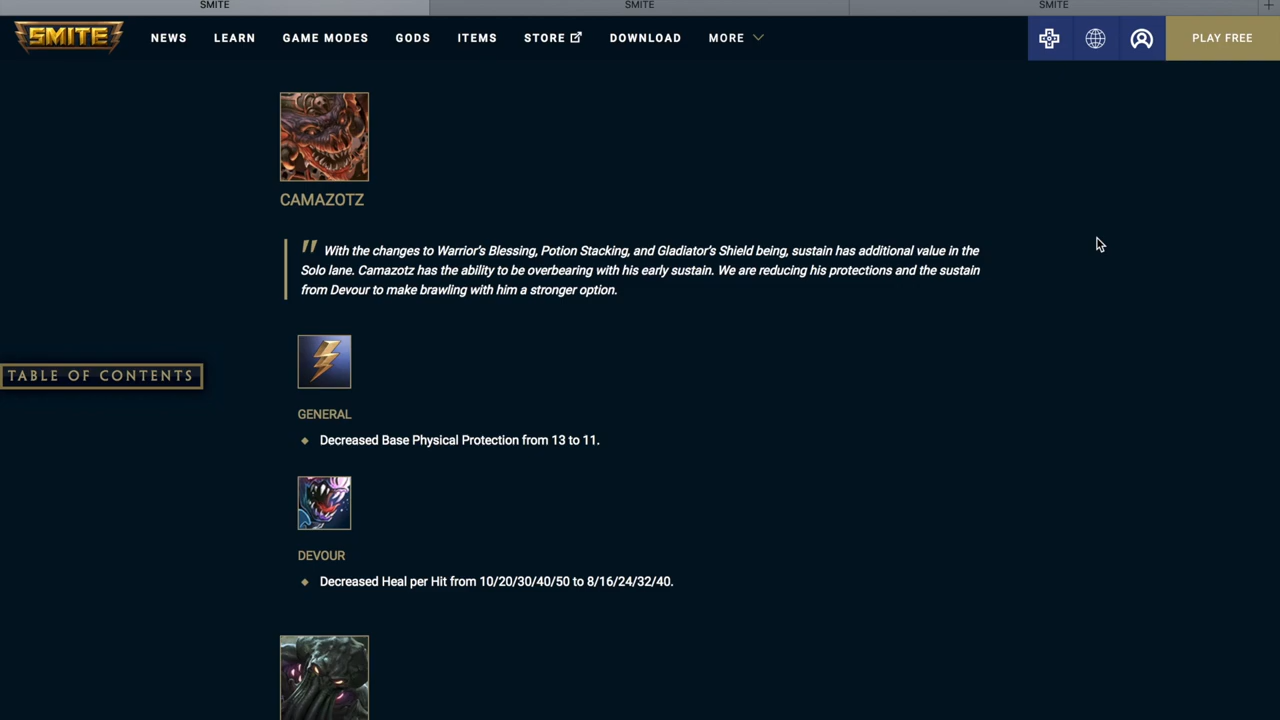 SMITE
SMITE
SMITE
SMITE
NEWS
LEARN
GAME MODES
GODS
ITEMS
STORE
DOWNLOAD
MORE
PLAY FREE
CAMAZOTZ
" With the changes to Warrior's Blessing, Potion Stacking, and Gladiator's Shield being, sustain has additional value in the
Solo lane. Camazotz has the ability to be overbearing with his early sustain. We are reducing his protections and the sustain
from Devour to make brawling with him a stronger option.
TABLE OF CONTENTS
GENERAL
Decreased Base Physical Protection from 13 to 11.
DEVOUR
Decreased Heal per Hit from 10/20/30/40/50 to 8/16/24/32/40.